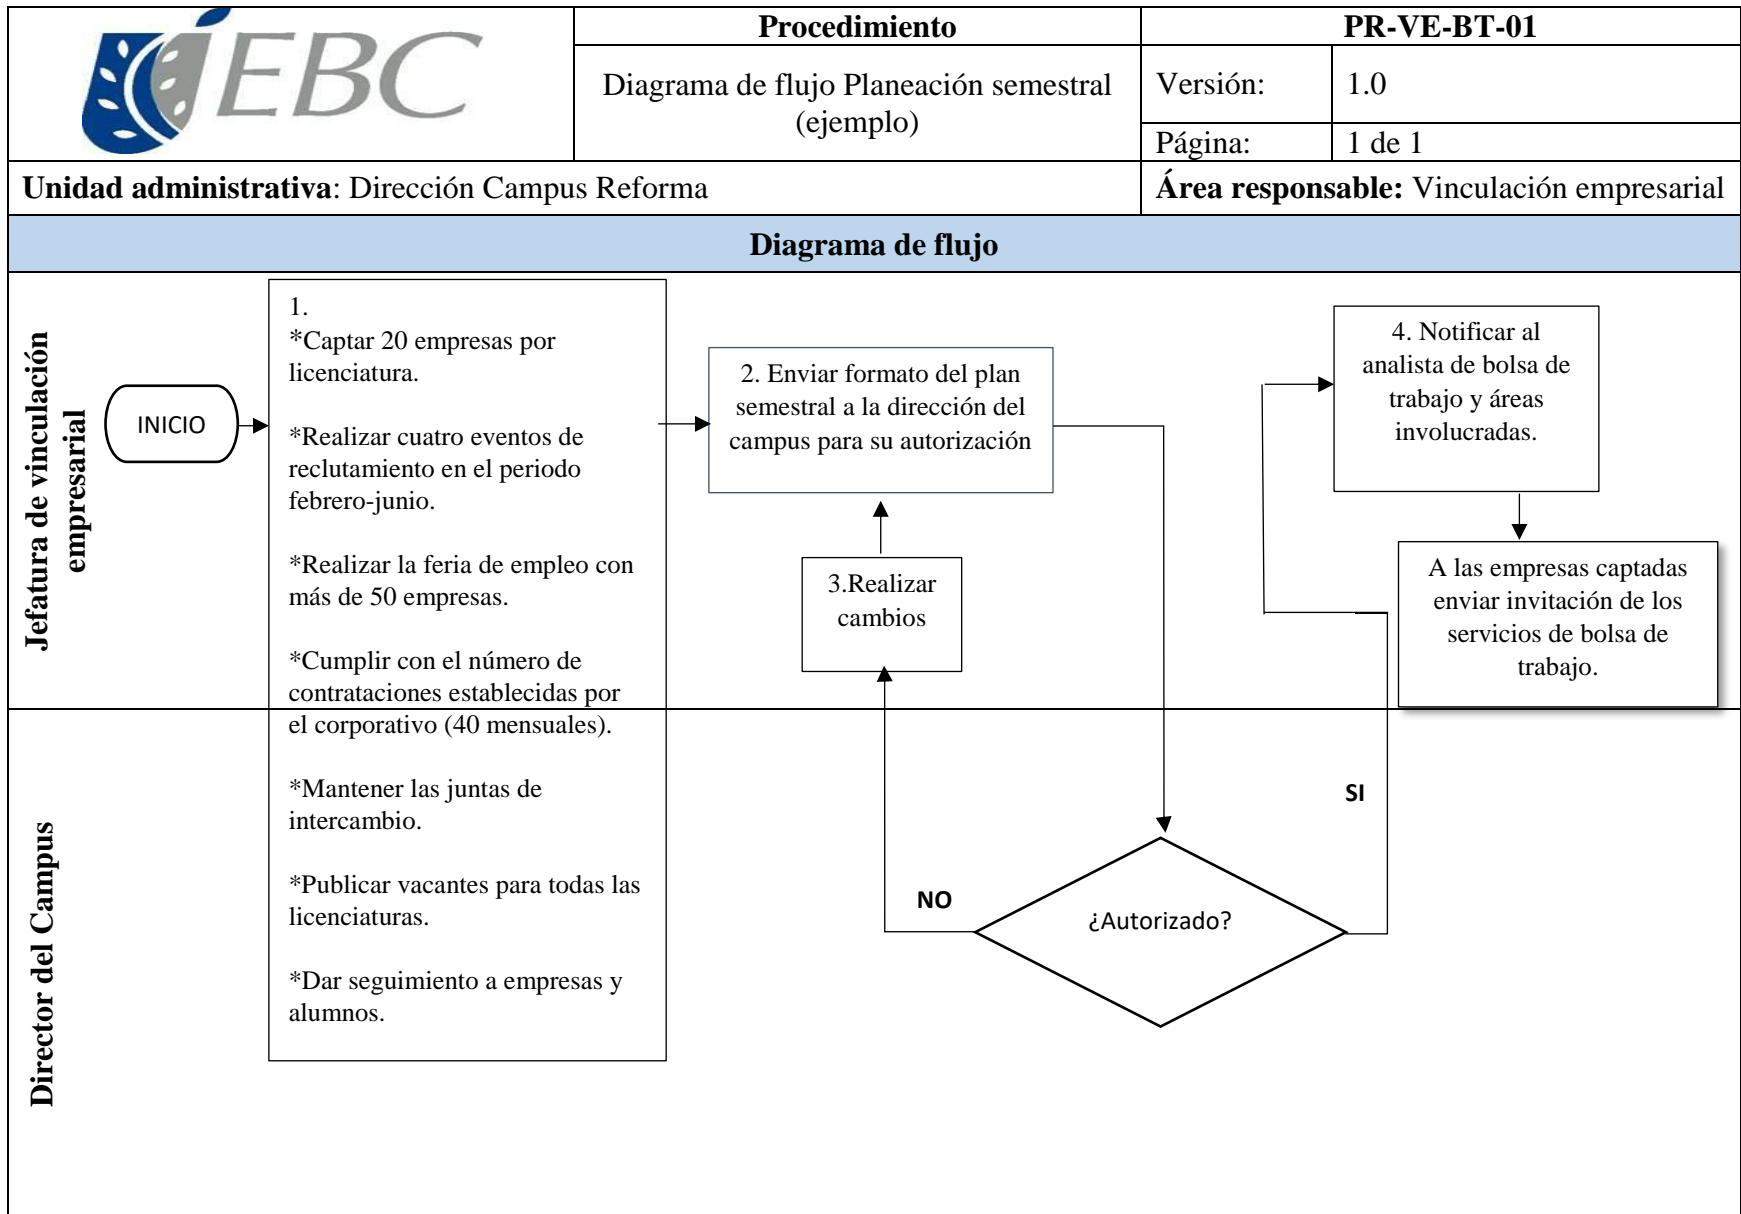 EBC
Procedimiento
PR-VE-BT-01
Diagrama de flujo Planeación semestral
(ejemplo)
Versión:
1.0
Página:
1 de 1
Unidad administrativa: Dirección Campus Reforma
Área responsable: Vinculación empresarial
Diagrama de flujo
Jefatura de vinculación
empresarial
INICIO
1.
*Captar 20 empresas por
licenciatura.
*Realizar cuatro eventos de
reclutamiento en el periodo
febrero-junio.
*Realizar la feria de empleo con
más de 50 empresas.
*Cumplir con el número de
contrataciones establecidas por
el corporativo (40 mensuales).
*Mantener las juntas de
intercambio.
*Publicar vacantes para todas las
licenciaturas.
*Dar seguimiento a empresas y
alumnos.
2. Enviar formato del plan
semestral a la dirección del
campus para su autorización
3.Realizar
cambios
4. Notificar al
analista de bolsa de
trabajo y áreas
involucradas.
A las empresas captadas
enviar invitación de los
servicios de bolsa de
trabajo.
Director del Campus
NO
¿Autorizado?
SI